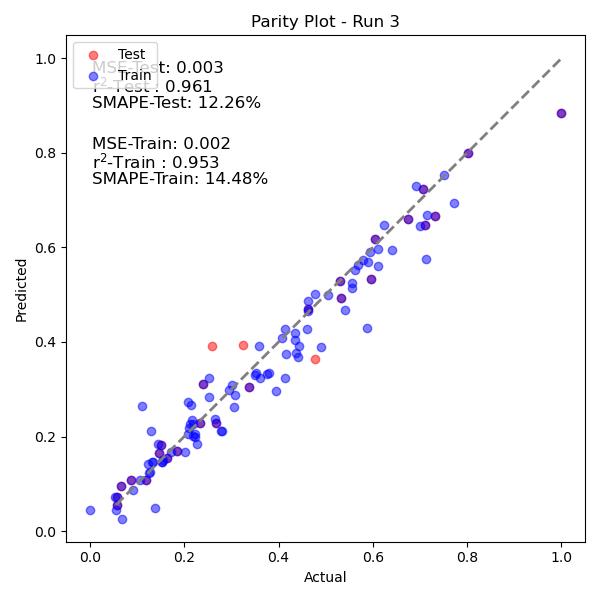 Parity Plot - Run 3
Test
Train
MSE-Test: 0.003
r²-Test : 0.961
SMAPE-Test: 12.26%
MSE-Train: 0.002
r²-Train : 0.953
SMAPE-Train: 14.48%
1.0
0.8
0.6
0.4
0.2
0.0
Predicted
0.0 0.2 0.4 0.6 0.8 1.0
Actual